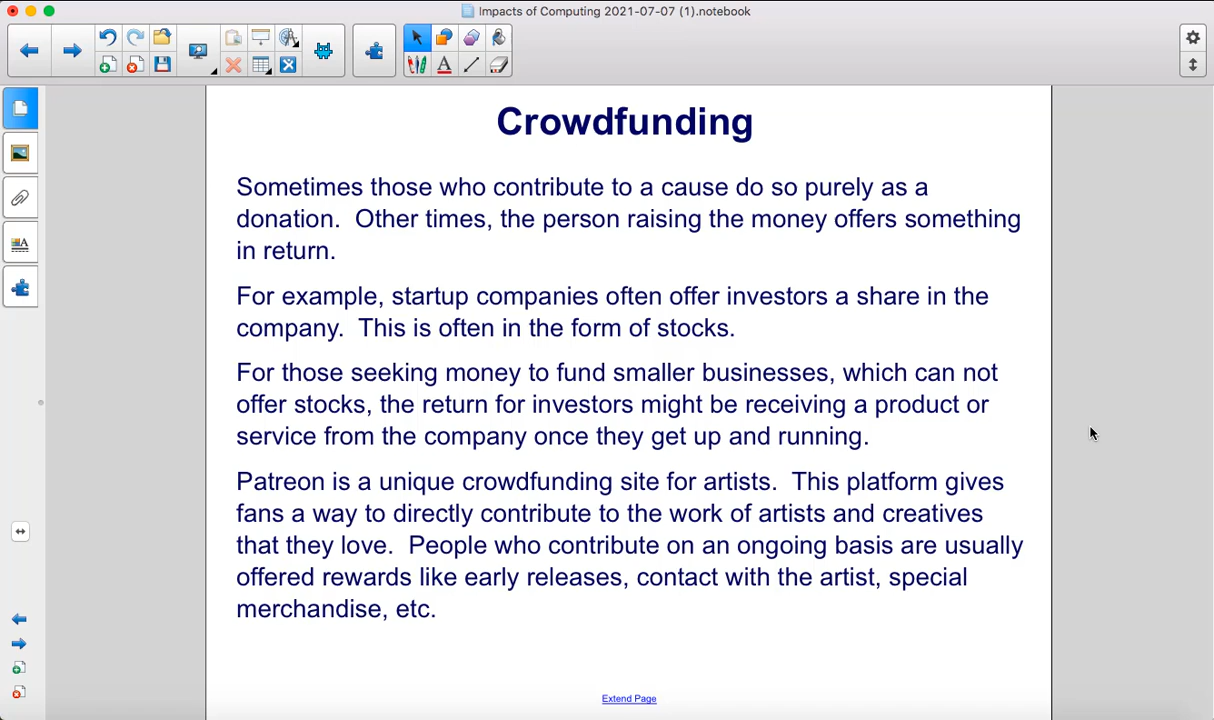 Impacts of Computing 2021-07-07 (1).notebook
Crowdfunding
Sometimes those who contribute to a cause do so purely as a
donation.  Other times, the person raising the money offers something
in return.
For example, startup companies often offer investors a share in the
company.  This is often in the form of stocks.
For those seeking money to fund smaller businesses, which can not
offer stocks, the return for investors might be receiving a product or
service from the company once they get up and running.
Patreon is a unique crowdfunding site for artists.  This platform gives
fans a way to directly contribute to the work of artists and creatives
that they love.  People who contribute on an ongoing basis are usually
offered rewards like early releases, contact with the artist, special
merchandise, etc.
Extend Page